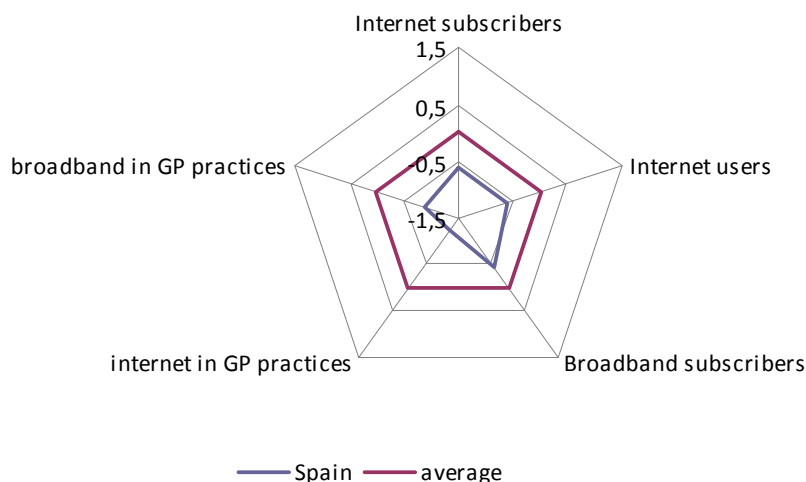 Internet subscribers
1,5
0,5
-0,5
-1,5
broadband in GP practices
Internet users
internet in GP practices
Broadband subscribers
Spain
average